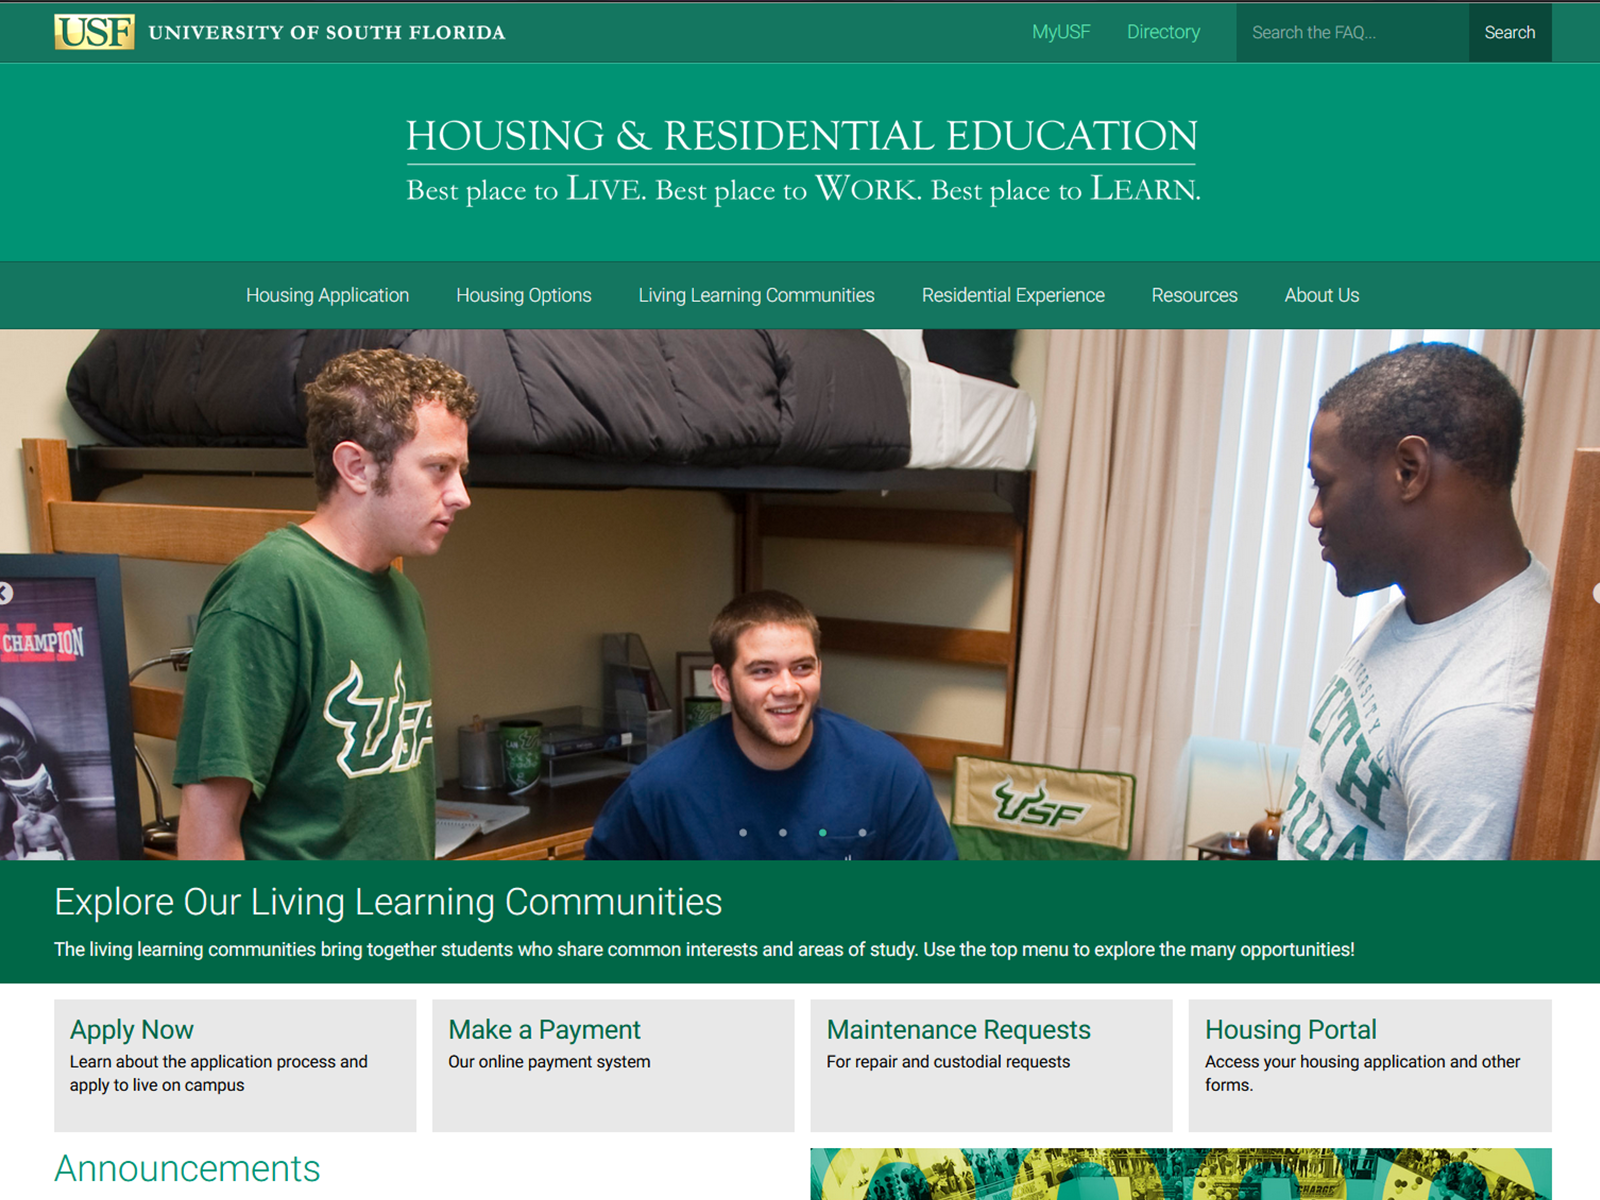 USF UNIVERSITY OF SOUTH FLORIDA
MyUSF
Directory
Search the FAQ...
Search
HOUSING & RESIDENTIAL EDUCATION
Best place to LIVE. Best place to WORK. Best place to LEARN.
Housing Application
Housing Options
Living Learning Communities
Residential Experience
Resources
About Us
CHAMPION
USF
USF
Explore Our Living Learning Communities
The living learning communities bring together students who share common interests and areas of study. Use the top menu to explore the many opportunities!
Apply Now
Learn about the application process and
apply to live on campus
Make a Payment
Our online payment system
Maintenance Requests
For repair and custodial requests
Housing Portal
Access your housing application and other
forms.
Announcements
CHARGE